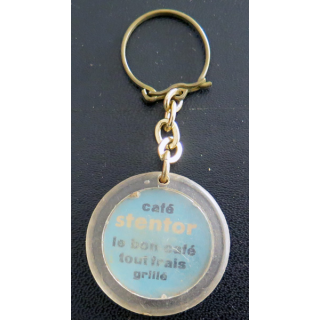 café
stentor
le bon café
tout frais
grillé